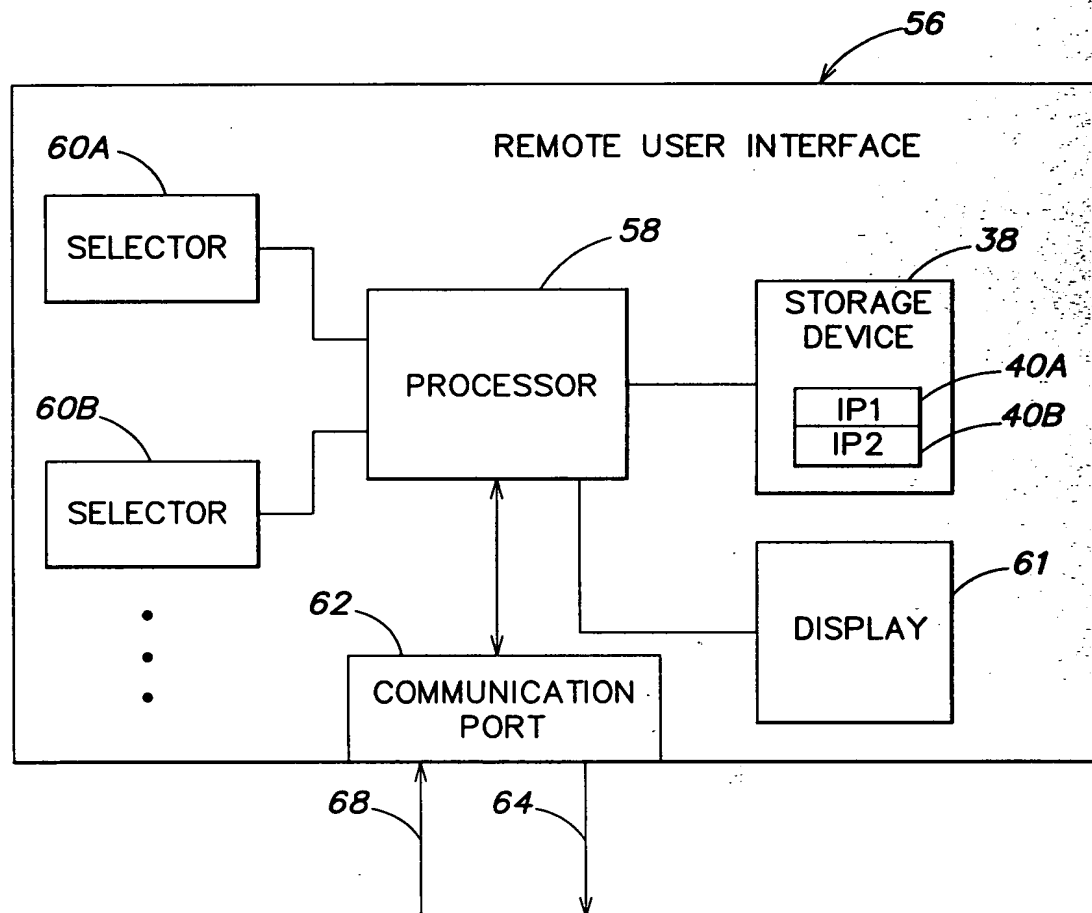 56
REMOTE USER INTERFACE
60A
SELECTOR
58
PROCESSOR
38
STORAGE
DEVICE
40A
IP1
40B
IP2
60B
SELECTOR
61
DISPLAY
62
COMMUNICATION
PORT
68
64